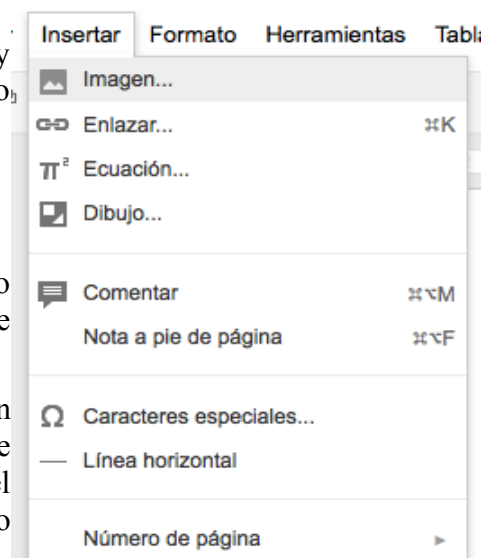 Insertar Formato Herramientas Tabla
Imagen...
Enlazar... ⌘K
Ecuación...
Dibujo...
Comentar ⌘⌥M
Nota a pie de página ⌘⌥F
Caracteres especiales...
Línea horizontal
Número de página